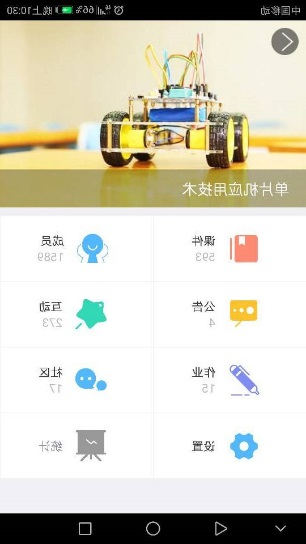 中国移动 66% 晚上10:30
单片机应用技术
课件
593
成员
1589
公告
4
互动
273
作业
15
社区
17
设置
统计